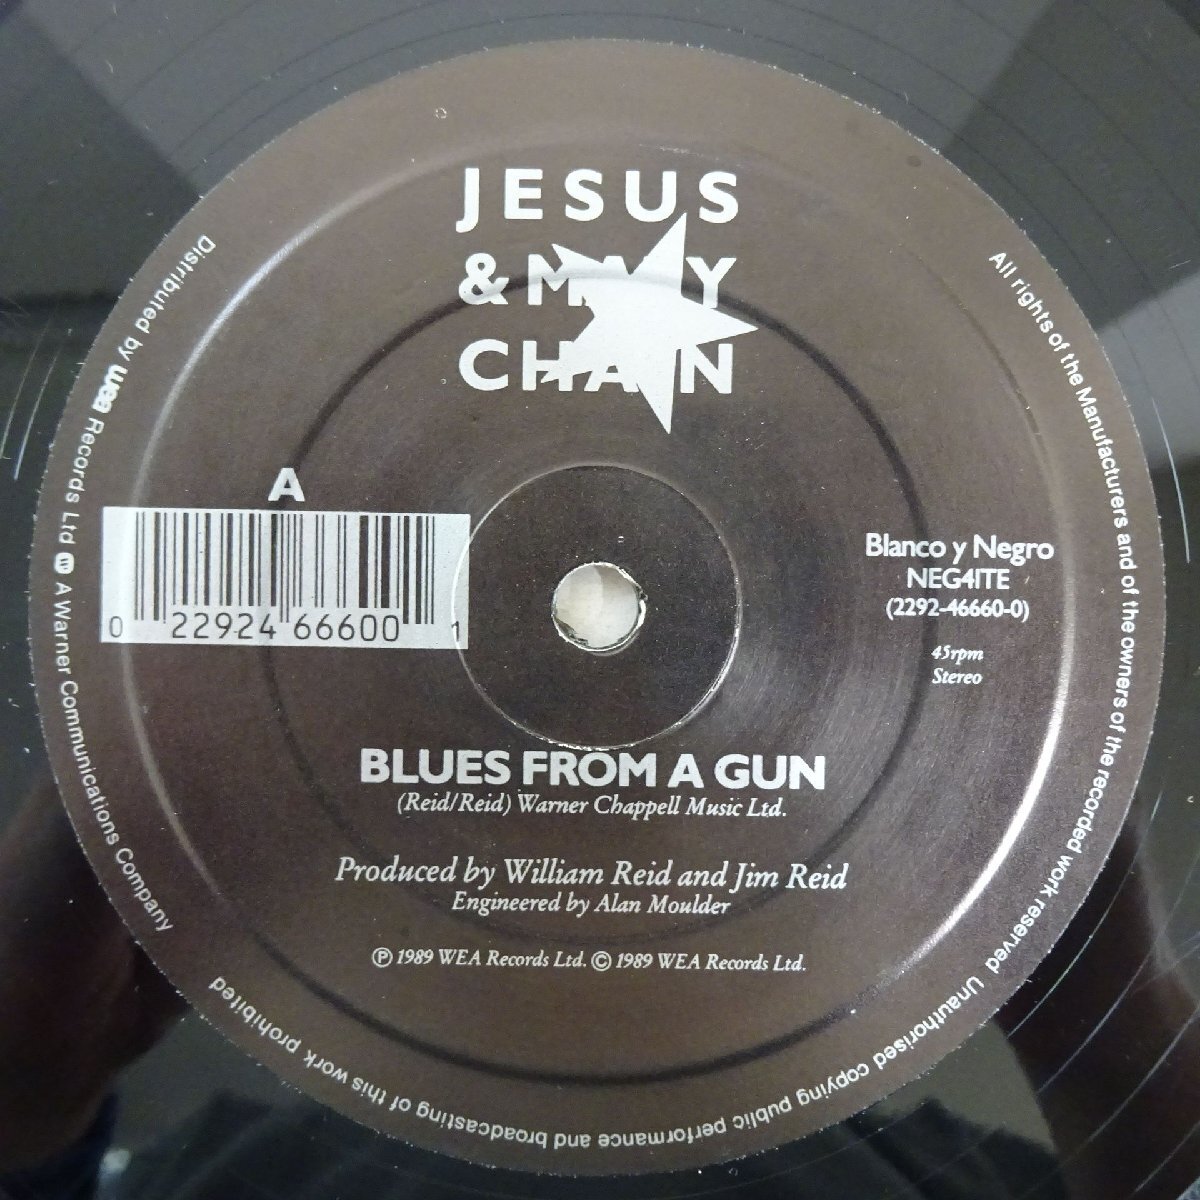 JESUS
& MARY
CHAIN
A
0 22924 66600 1
Blanco y Negro
NEG41TE
(2292-46660-0)
45rpm
Stereo
BLUES FROM A GUN
(Reid/Reid) Warner Chappell Music Ltd.
Produced by William Reid and Jim Reid
Engineered by Alan Moulder
℗ 1989 WEA Records Ltd. © 1989 WEA Records Ltd.
All rights of the Manufacturers and of the owners of the recorded work reserved Unauthorised copying public performance and broadcasting of this work prohibited
Distributed by wea Records Ltd w A Warner Communications Company